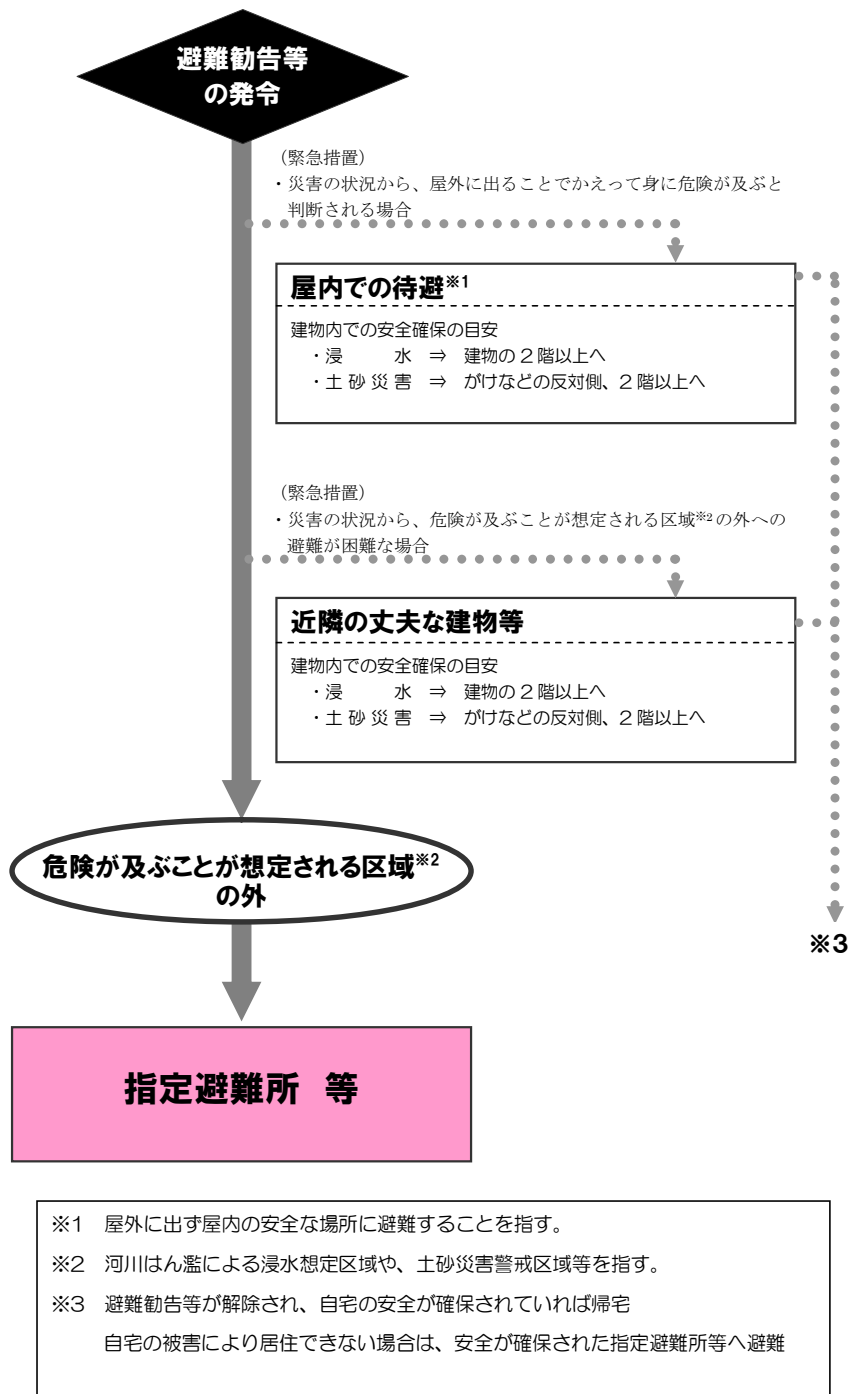 避難勧告等
の発令
（緊急措置）
・災害の状況から、屋外に出ることでかえって身に危険が及ぶと
判断される場合
屋内での待避※1
建物内での安全確保の目安
・浸　　水　⇒　建物の２階以上へ
・土 砂 災 害　⇒　がけなどの反対側、２階以上へ
（緊急措置）
・災害の状況から、危険が及ぶことが想定される区域※2の外への
避難が困難な場合
近隣の丈夫な建物等
建物内での安全確保の目安
・浸　　水　⇒　建物の２階以上へ
・土 砂 災 害　⇒　がけなどの反対側、２階以上へ
危険が及ぶことが想定される区域※2
の外
※3
指定避難所　等
※1　屋外に出ず屋内の安全な場所に避難することを指す。
※2　河川はん濫による浸水想定区域や、土砂災害警戒区域等を指す。
※3　避難勧告等が解除され、自宅の安全が確保されていれば帰宅
自宅の被害により居住できない場合は、安全が確保された指定避難所等へ避難